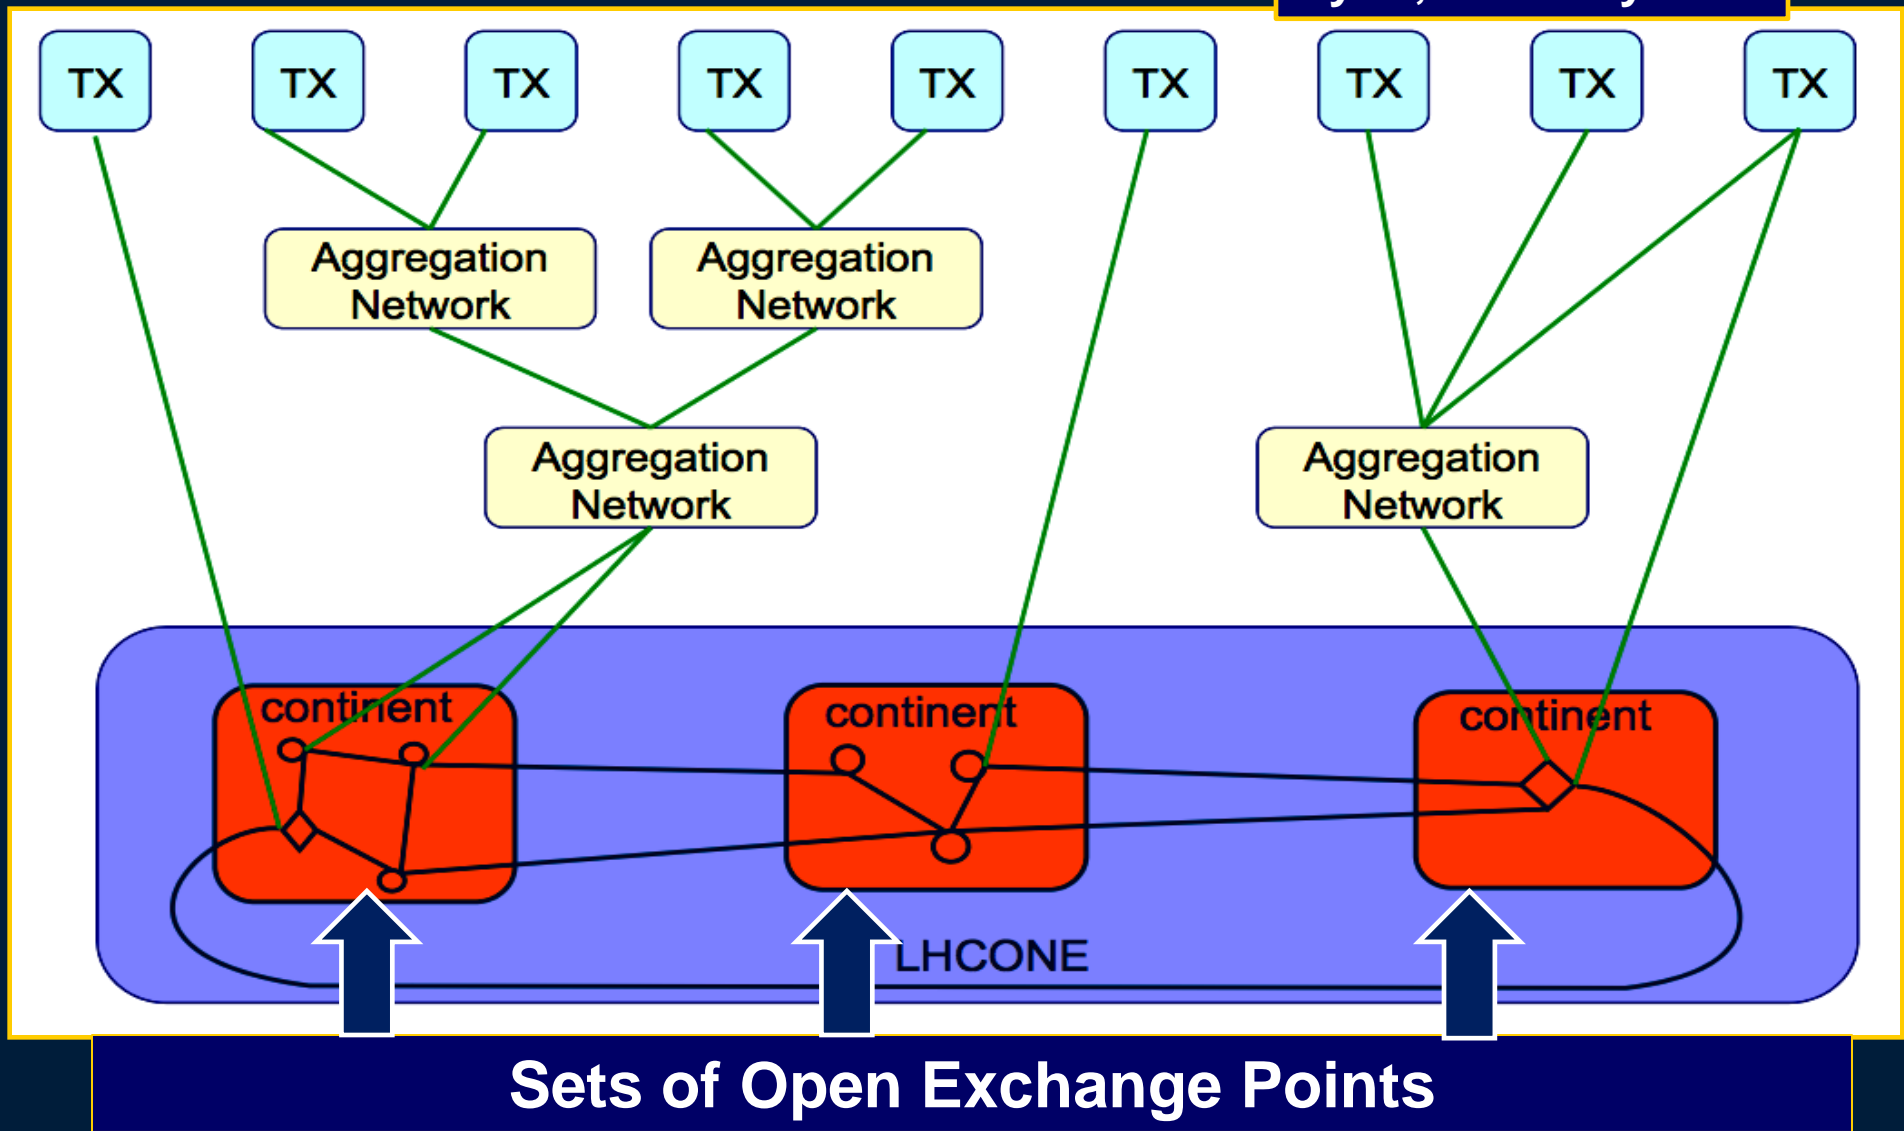 TX
TX
TX
TX
TX
TX
TX
TX
TX
Aggregation
Network
Aggregation
Network
Aggregation
Network
Aggregation
Network
continent
continent
continent
LHCONE
Sets of Open Exchange Points